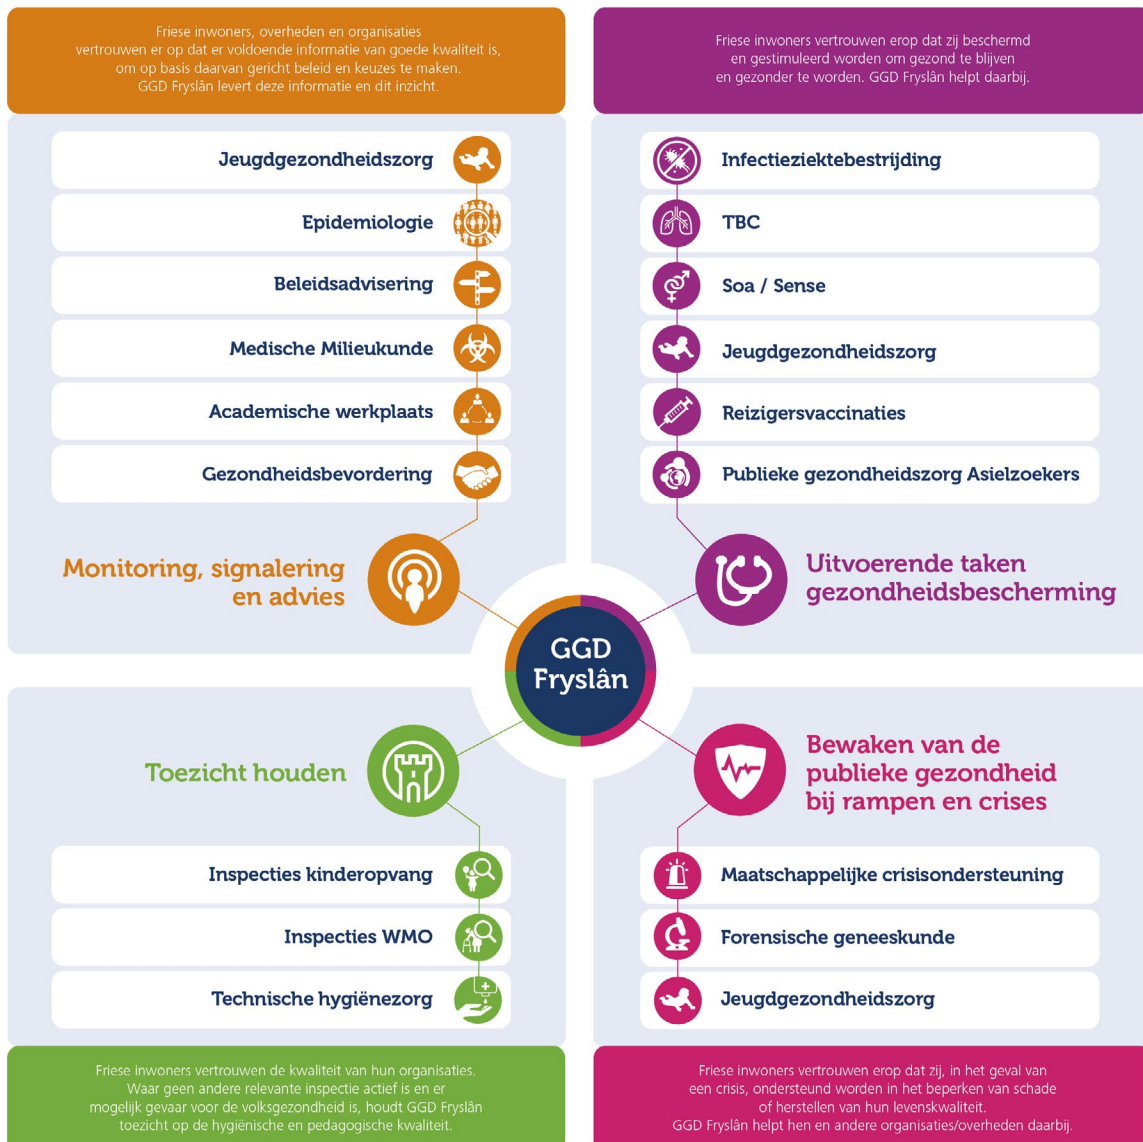 Friese inwoners, overheden en organisaties
vertrouwen er op dat er voldoende informatie van goede kwaliteit is,
om op basis daarvan gericht beleid en keuzes te maken.
GGD Fryslân levert deze informatie en dit inzicht.
Jeugdgezondheidszorg
Epidemiologie
Beleidsadvisering
Medische Milieukunde
Academische werkplaats
Gezondheidsbevordering
Monitoring, signalering
en advies
Friese inwoners vertrouwen erop dat zij beschermd
en gestimuleerd worden om gezond te blijven
en gezonder te worden. GGD Fryslân helpt daarbij.
Infectieziektebestrijding
TBC
Soa / Sense
Jeugdgezondheidszorg
Reizigersvaccinaties
Publieke gezondheidszorg Asielzoekers
Uitvoerende taken
gezondheidsbescherming
GGD
Fryslân
Toezicht houden
Inspecties kinderopvang
Inspecties WMO
Technische hygiënezorg
Friese inwoners vertrouwen de kwaliteit van hun organisaties.
Waar geen andere relevante inspectie actief is en er
mogelijk gevaar voor de volksgezondheid is, houdt GGD Fryslân
toezicht op de hygiënische en pedagogische kwaliteit.
Bewaken van de
publieke gezondheid
bij rampen en crises
Maatschappelijke crisisondersteuning
Forensische geneeskunde
Jeugdgezondheidszorg
Friese inwoners vertrouwen erop dat zij, in het geval van
een crisis, ondersteund worden in het beperken van schade
of herstellen van hun levenskwaliteit.
GGD Fryslân helpt hen en andere organisaties/overheden daarbij.